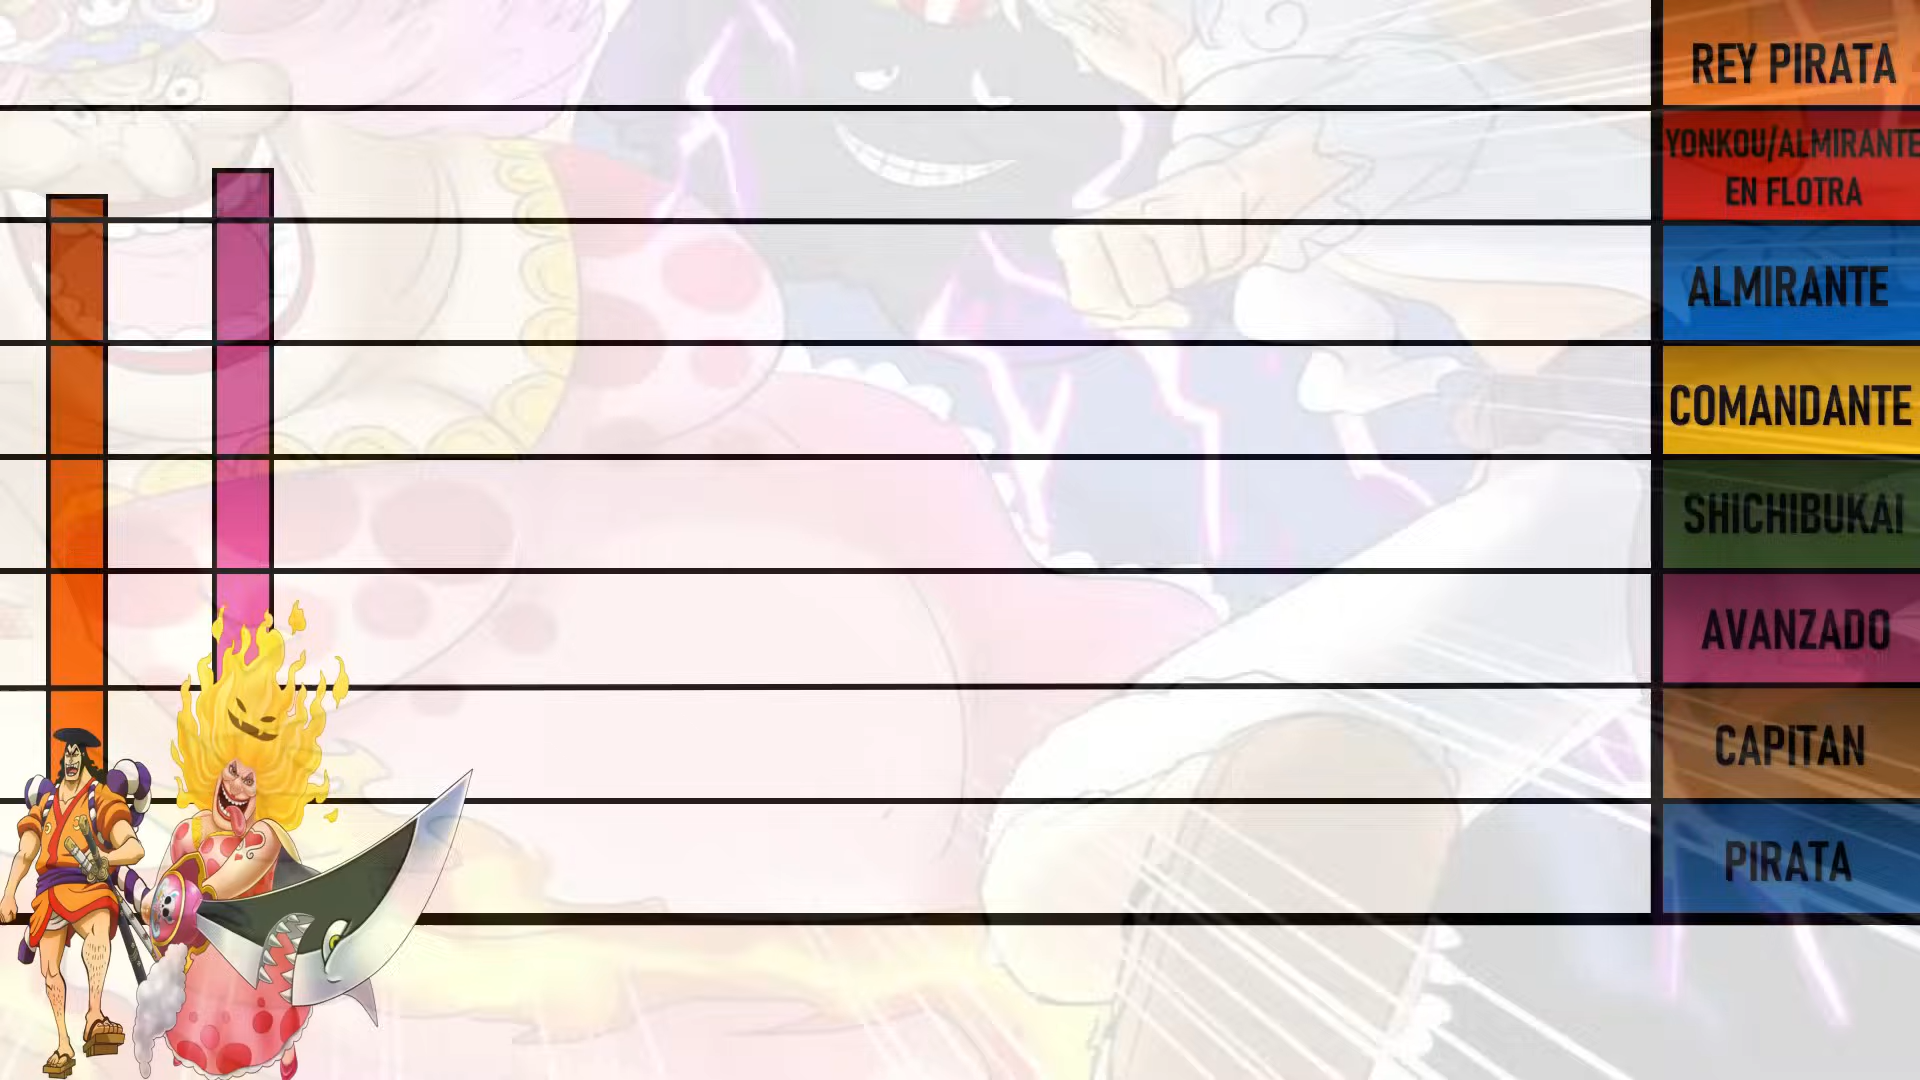 REY PIRATA
YONKOU/ALMIRANTE
EN FLOTRA
ALMIRANTE
COMANDANTE
SHICHIBUKAI
AVANZADO
CAPITAN
PIRATA